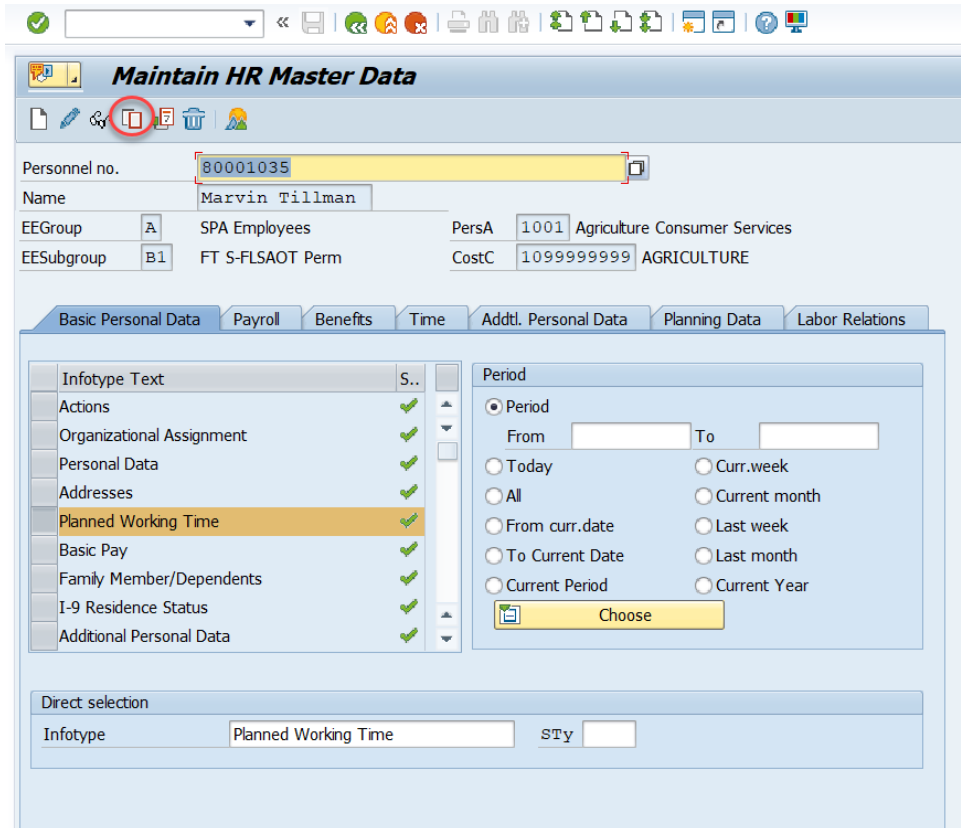 Maintain HR Master Data
Personnel no. 80001035
Name Marvin Tillman
EEGroup A SPA Employees PersA 1001 Agriculture Consumer Services
EESubgroup B1 FT S-FLSAOT Perm CostC 1099999999 AGRICULTURE
Basic Personal Data Payroll Benefits Time Addtl. Personal Data Planning Data Labor Relations
Infotype Text S..
Actions
Organizational Assignment
Personal Data
Addresses
Planned Working Time
Basic Pay
Family Member/Dependents
I-9 Residence Status
Additional Personal Data
Period
Period
From To
Today Curr.week
All Current month
From curr.date Last week
To Current Date Last month
Current Period Current Year
Choose
Direct selection
Infotype Planned Working Time STy